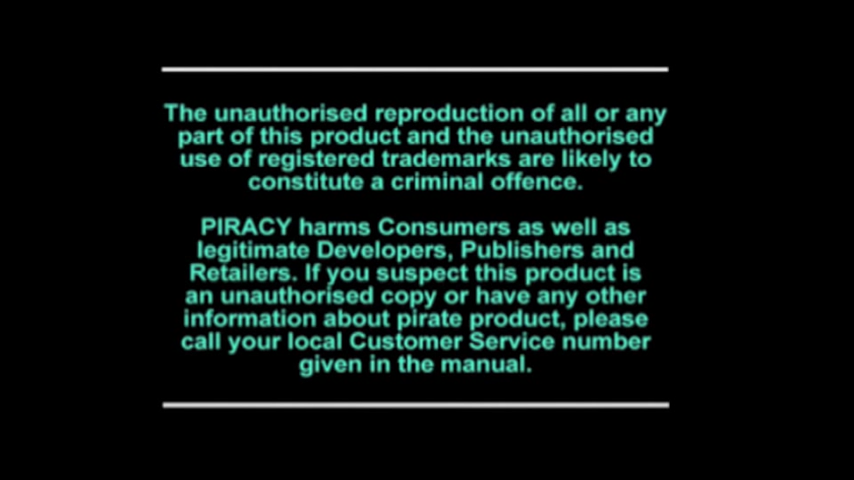 The unauthorised reproduction of all or any
part of this product and the unauthorised
use of registered trademarks are likely to
constitute a criminal offence.
PIRACY harms Consumers as well as
legitimate Developers, Publishers and
Retailers. If you suspect this product is
an unauthorised copy or have any other
information about pirate product, please
call your local Customer Service number
given in the manual.